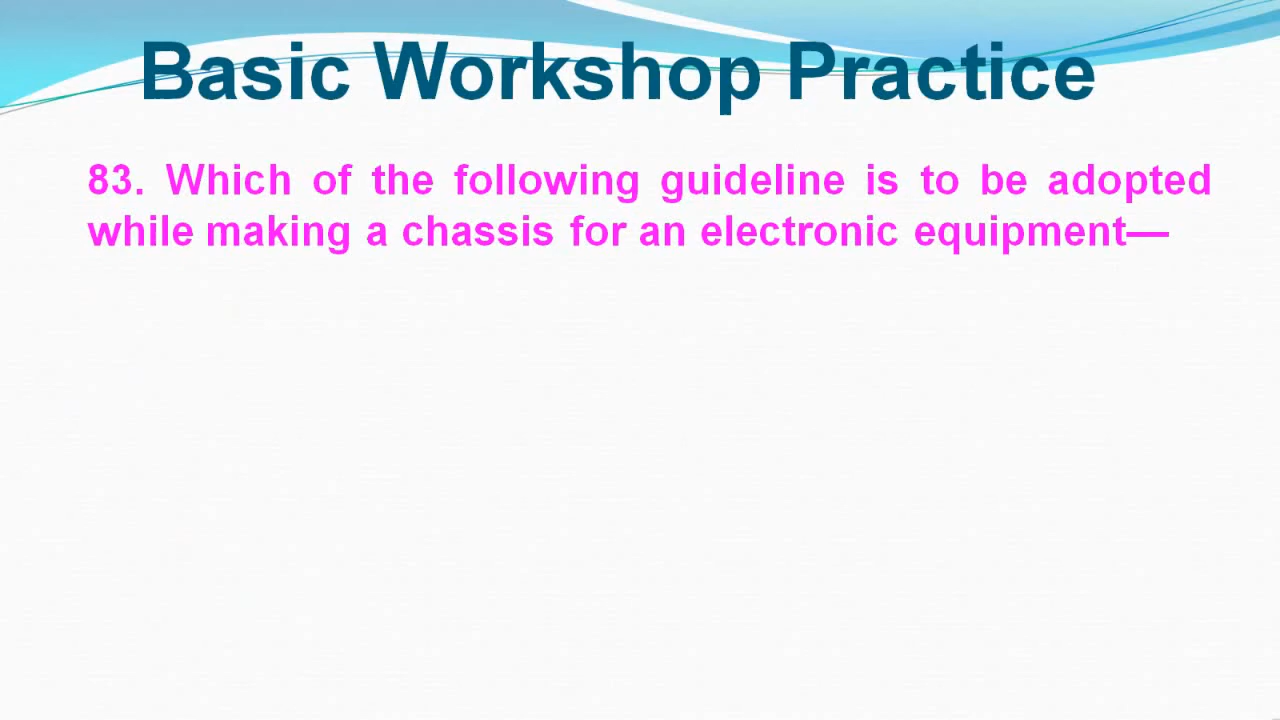 Basic Workshop Practice
83. Which of the following guideline is to be adopted
while making a chassis for an electronic equipment—